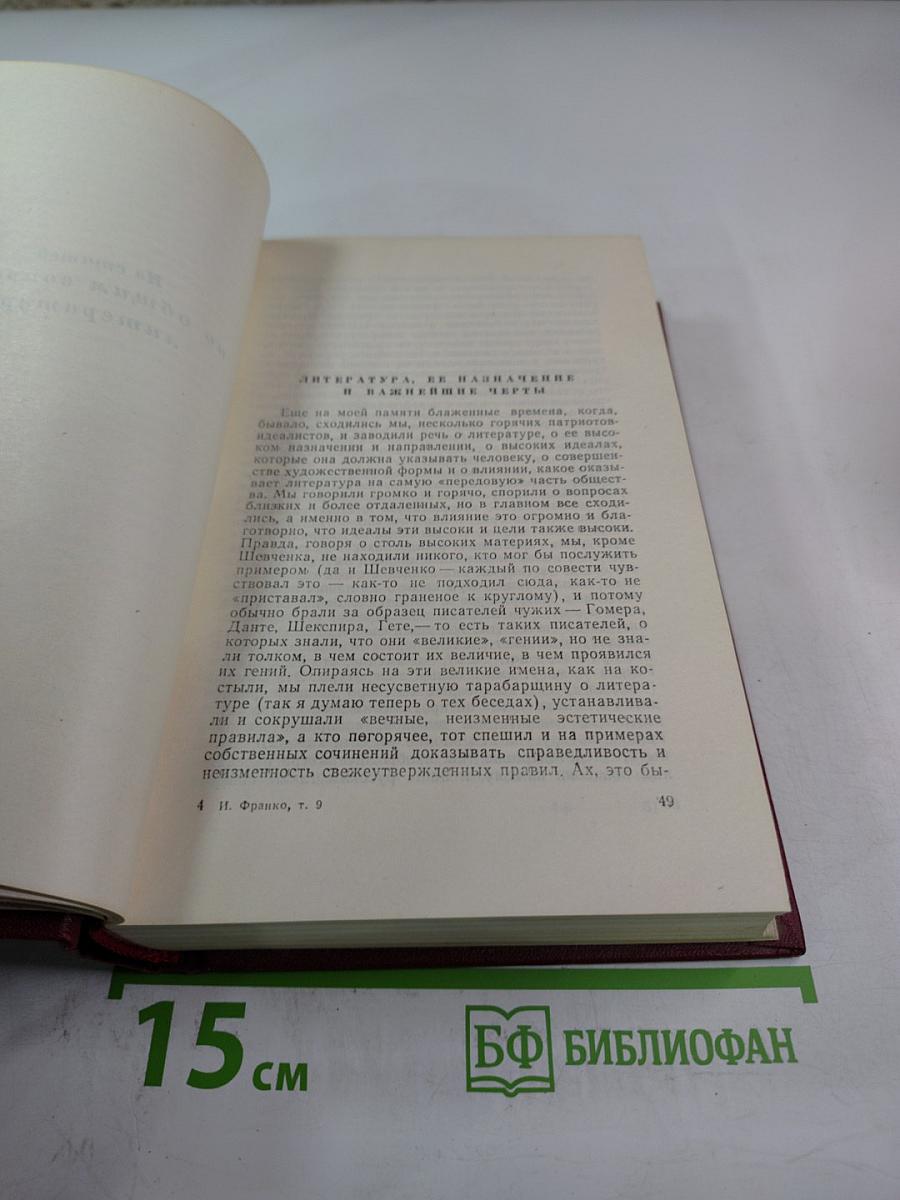 ЛИТЕРАТУРА, ЕЕ НАЗНАЧЕНИЕ
И ВАЖНЕЙШИЕ ЧЕРТЫ
Еще на моей памяти блаженные времена, когда,
бывало, сходились мы, несколько горячих патриотов-
идеалистов, и заводили речь о литературе, о ее высо-
ком назначении и направлении, о высоких идеалах,
которые она должна указывать человеку, о совершен-
стве художественной формы и о влиянии, какое оказы-
вает литература на самую «передовую» часть общест-
ва. Мы говорили громко и горячо, спорили о вопросах
близких и более отдаленных, но в главном все сходи-
лись, а именно в том, что влияние это огромно и бла-
готворно, что идеалы эти высоки и цели также высоки.
Правда, говоря о столь высоких материях, мы, кроме
Шевченка, не находили никого, кто мог бы послужить
примером (да и Шевченко — каждый по совести чув-
ствовал это — как-то не подходил сюда, как-то не
«приставал», словно граненое к круглому), и потому
обычно брали за образец писателей чужих — Гомера,
Данте, Шекспира, Гете,— то есть таких писателей, о
которых знали, что они «великие», «гении», но не зна-
ли толком, в чем состоит их величие, в чем проявился
их гений. Опираясь на эти великие имена, как на ко-
стыли, мы плели несусветную тарабарщину о литера-
туре (так я думаю теперь о тех беседах), устанавлива-
ли и сокрушали «вечные, неизменные эстетические
правила», а кто погорячее, тот спешил и на примерах
собственных сочинений доказывать справедливость и
неизменность свежеутвержденных правил. Ах, это бы-
4 И. Франко, т. 9
49
15 см
БФ БИБЛИОФАН